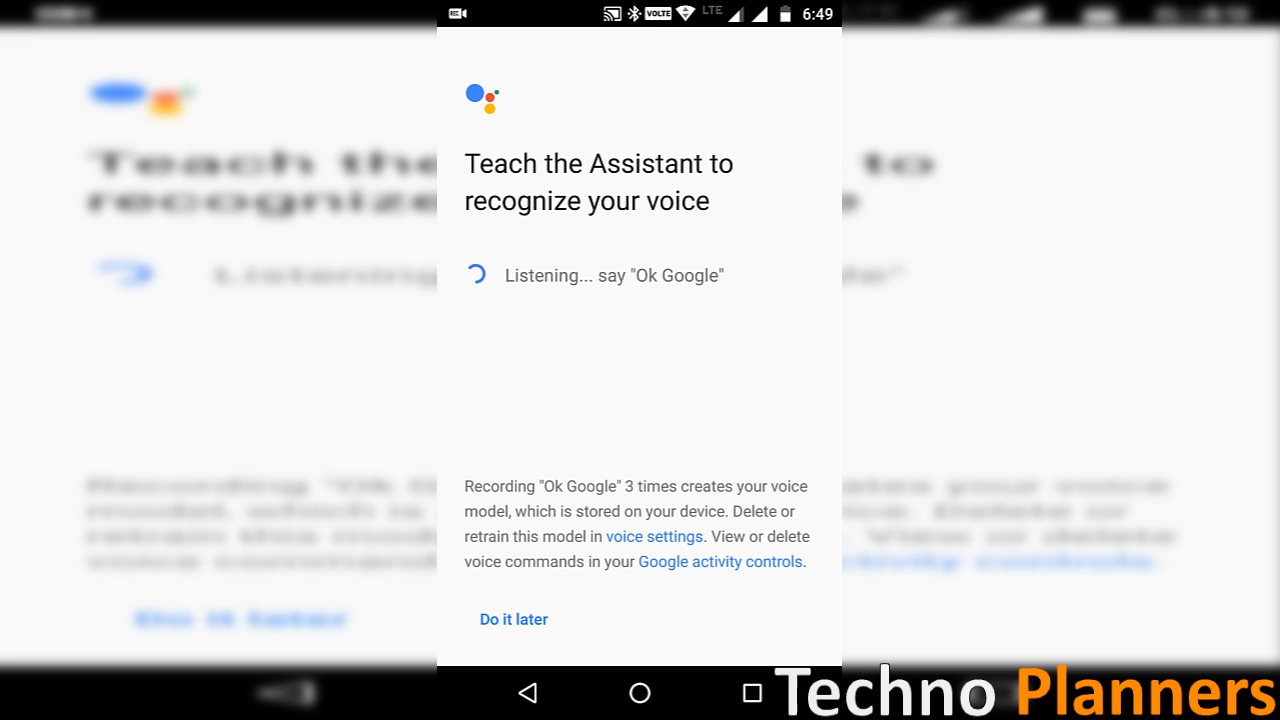 REC
VOLTE
LTE
6:49
Teach the Assistant to
recognize your voice
Listening... say "Ok Google"
Recording "Ok Google" 3 times creates your voice
model, which is stored on your device. Delete or
retrain this model in voice settings. View or delete
voice commands in your Google activity controls.
Do it later
Techno Planners